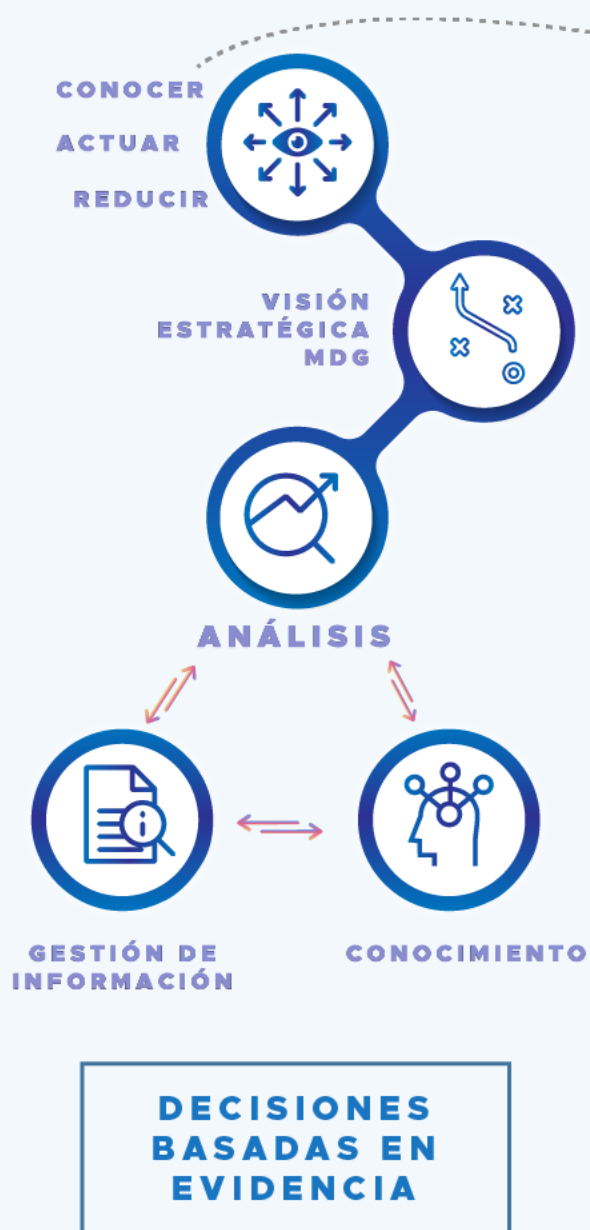 CONOCER
ACTUAR
REDUCIR
VISIÓN
ESTRATÉGICA
MDG
ANÁLISIS
GESTIÓN DE
INFORMACIÓN
CONOCIMIENTO
DECISIONES
BASADAS EN
EVIDENCIA